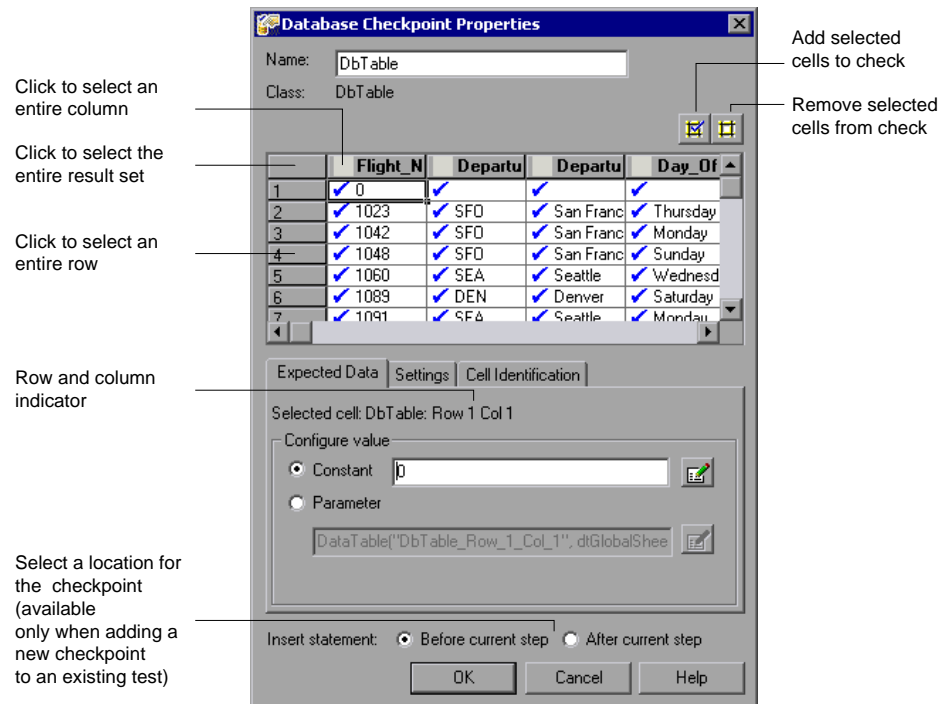 Database Checkpoint Properties
Name:
DbTable
Class:
DbTable
Add selected
cells to check
Remove selected
cells from check
Click to select an
entire column
Click to select the
entire result set
Click to select an
entire row
Flight_N Departu Departu Day_Of
1 0
2 1023 SFO San Franc Thursday
3 1042 SFO San Franc Monday
4 1048 SFO San Franc Sunday
5 1060 SEA Seattle Wednesd
6 1089 DEN Denver Saturday
7 1091 SEA Seattle Monday
Row and column
indicator
Expected Data Settings Cell Identification
Selected cell: DbTable: Row 1 Col 1
Configure value
Constant 0
Parameter
DataTable("DbTable_Row_1_Col_1", dtGlobalShee
Select a location for
the checkpoint
(available
only when adding a
new checkpoint
to an existing test)
Insert statement: Before current step After current step
OK Cancel Help